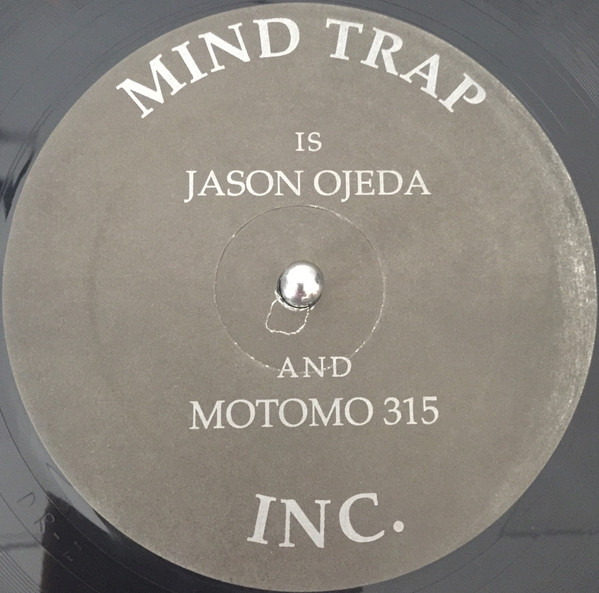 MIND TRAP
IS
JASON OJEDA
AND
MOTOMO 315
INC.